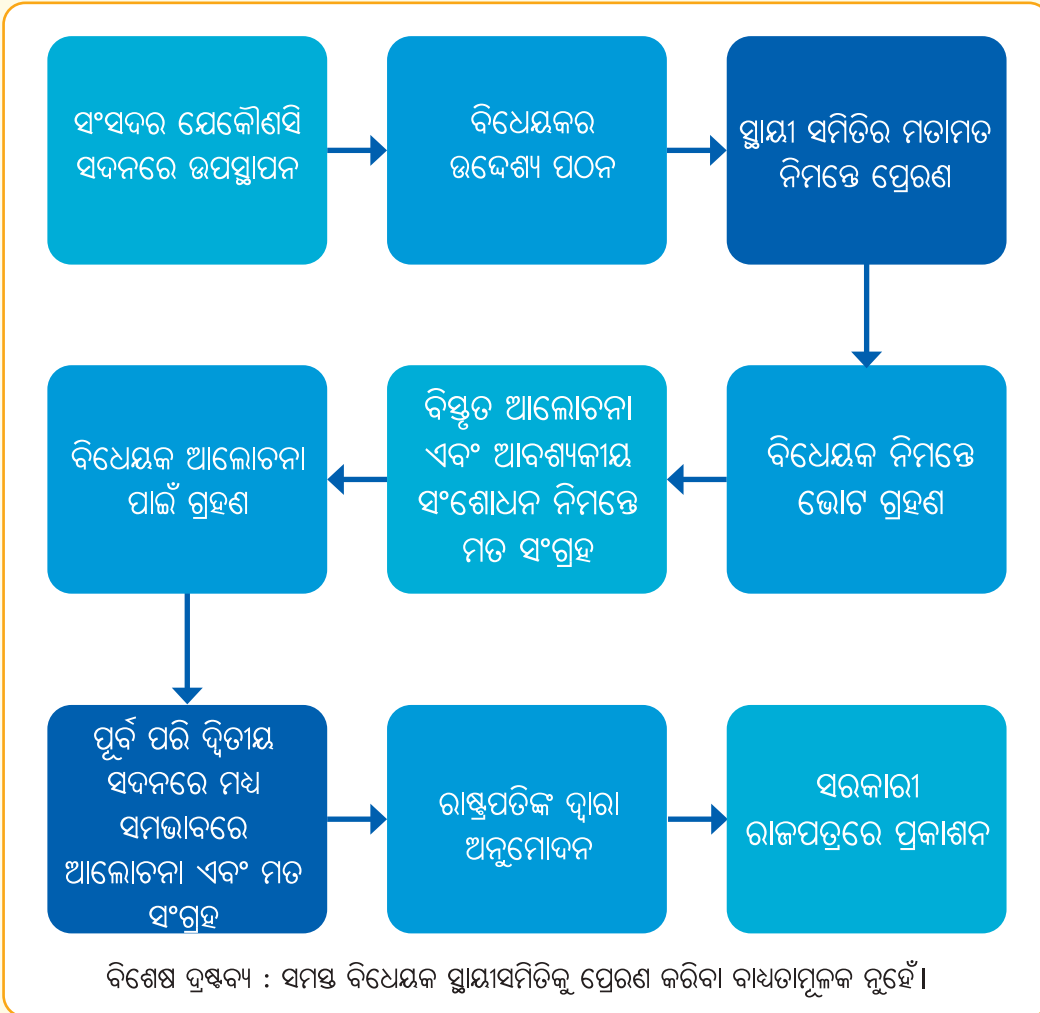 ସଂସଦର ଯେକୌଣସି
ସଦନରେ ଉପସ୍ଥାପନ
ବିଧେୟକର
ଉଦ୍ଦେଶ୍ୟ ପଠନ
ସ୍ଥାୟୀ ସମିତିର ମତାମତ
ନିମନ୍ତେ ପ୍ରେରଣ
ବିଧେୟକ ନିମନ୍ତେ
ଭୋଟ ଗ୍ରହଣ
ବିସ୍ତୃତ ଆଲୋଚନା
ଏବଂ ଆବଶ୍ୟକୀୟ
ସଂଶୋଧନ ନିମନ୍ତେ
ମତ ସଂଗ୍ରହ
ବିଧେୟକ ଆଲୋଚନା
ପାଇଁ ଗ୍ରହଣ
ପୂର୍ବ ପରି ଦ୍ୱିତୀୟ
ସଦନରେ ମଧ୍ୟ
ସମଭାବରେ
ଆଲୋଚନା ଏବଂ ମତ
ସଂଗ୍ରହ
ରାଷ୍ଟ୍ରପତିଙ୍କ ଦ୍ୱାରା
ଅନୁମୋଦନ
ସରକାରୀ
ରାଜପତ୍ରରେ ପ୍ରକାଶନ
ବିଶେଷ ଦ୍ରଷ୍ଟବ୍ୟ : ସମସ୍ତ ବିଧେୟକ ସ୍ଥାୟୀସମିତିକୁ ପ୍ରେରଣ କରିବା ବାଧ୍ୟତାମୂଳକ ନୁହେଁ।